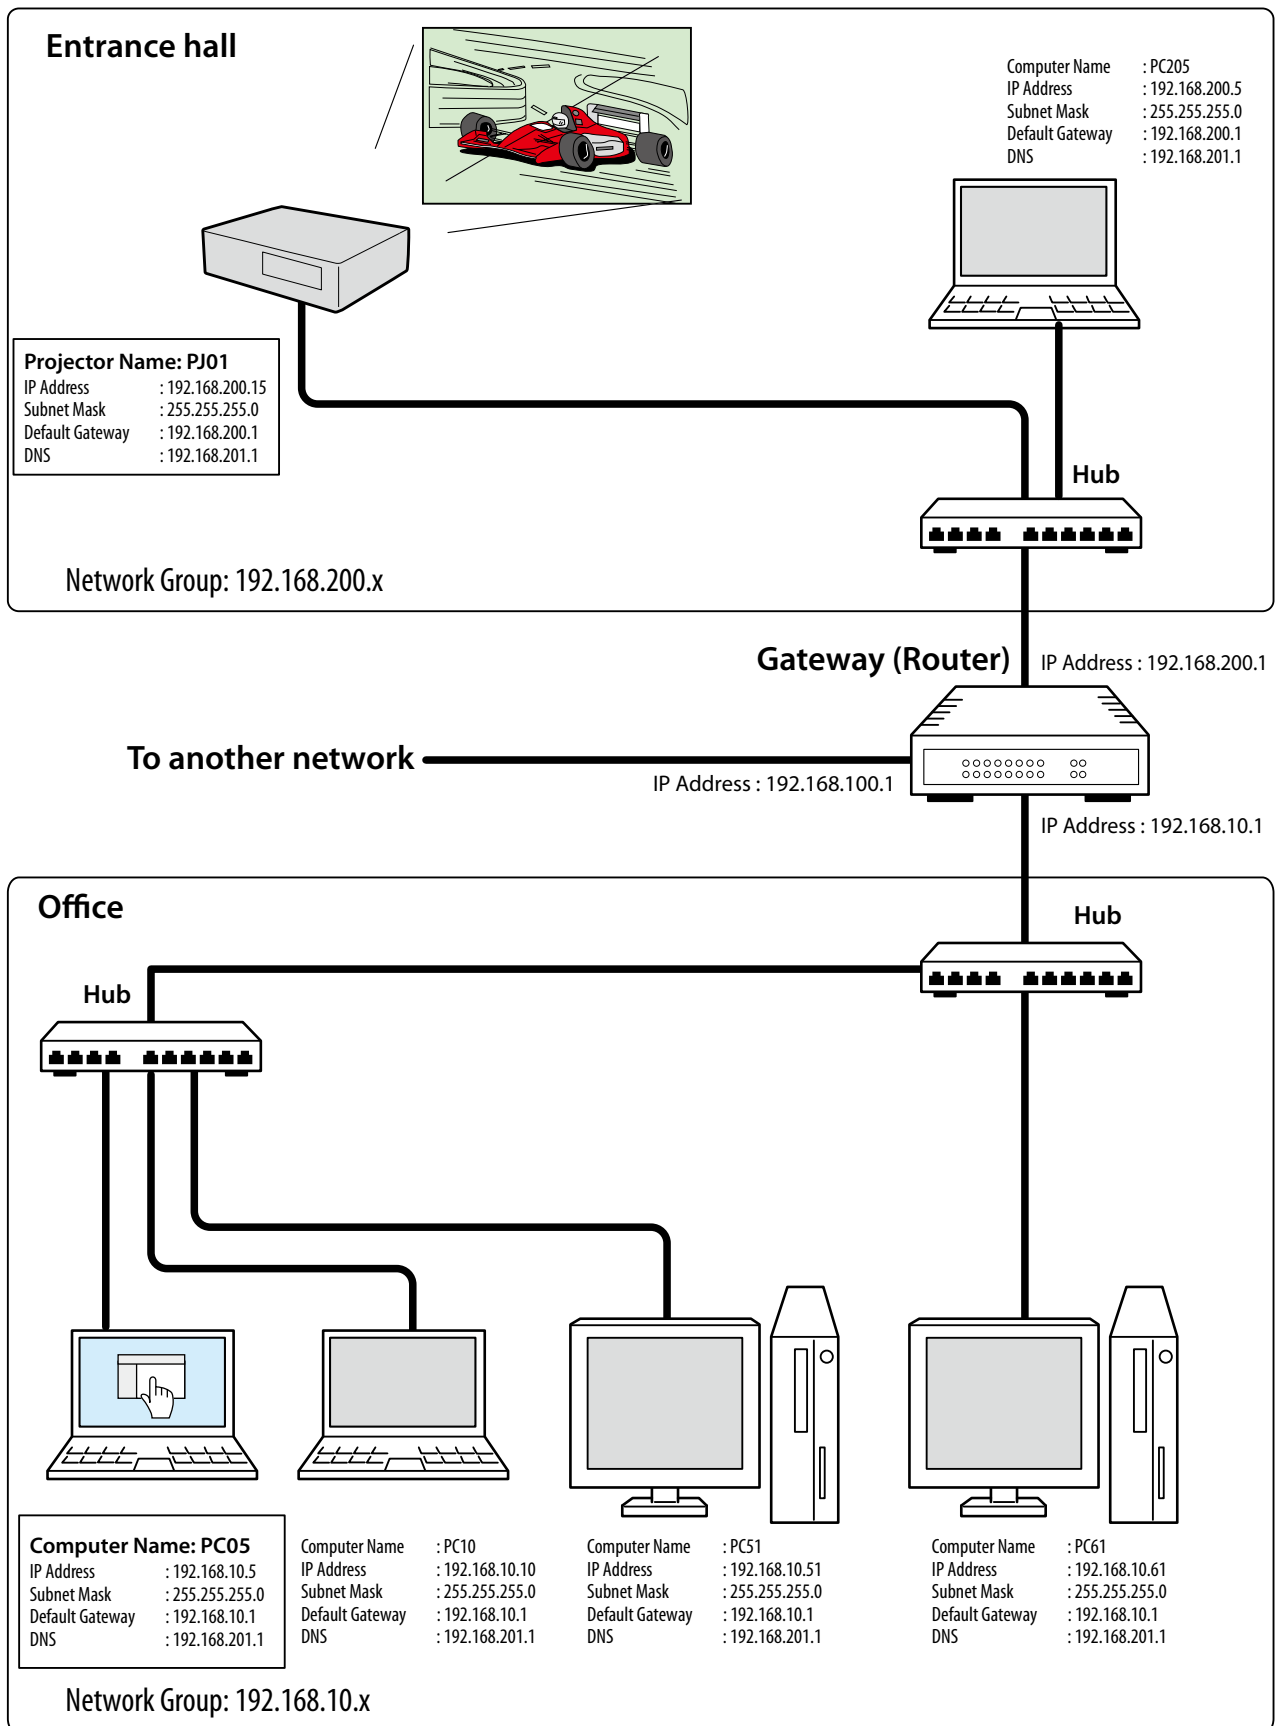 Entrance hall
Computer Name : PC205
IP Address : 192.168.200.5
Subnet Mask : 255.255.255.0
Default Gateway : 192.168.200.1
DNS : 192.168.201.1
Projector Name: PJ01
IP Address : 192.168.200.15
Subnet Mask : 255.255.255.0
Default Gateway : 192.168.200.1
DNS : 192.168.201.1
Hub
Network Group: 192.168.200.x
Gateway (Router)
IP Address : 192.168.200.1
To another network
IP Address : 192.168.100.1
IP Address : 192.168.10.1
Office
Hub
Hub
Computer Name: PC05
IP Address : 192.168.10.5
Subnet Mask : 255.255.255.0
Default Gateway : 192.168.10.1
DNS : 192.168.201.1
Computer Name : PC10
IP Address : 192.168.10.10
Subnet Mask : 255.255.255.0
Default Gateway : 192.168.10.1
DNS : 192.168.201.1
Computer Name : PC51
IP Address : 192.168.10.51
Subnet Mask : 255.255.255.0
Default Gateway : 192.168.10.1
DNS : 192.168.201.1
Computer Name : PC61
IP Address : 192.168.10.61
Subnet Mask : 255.255.255.0
Default Gateway : 192.168.10.1
DNS : 192.168.201.1
Network Group: 192.168.10.x